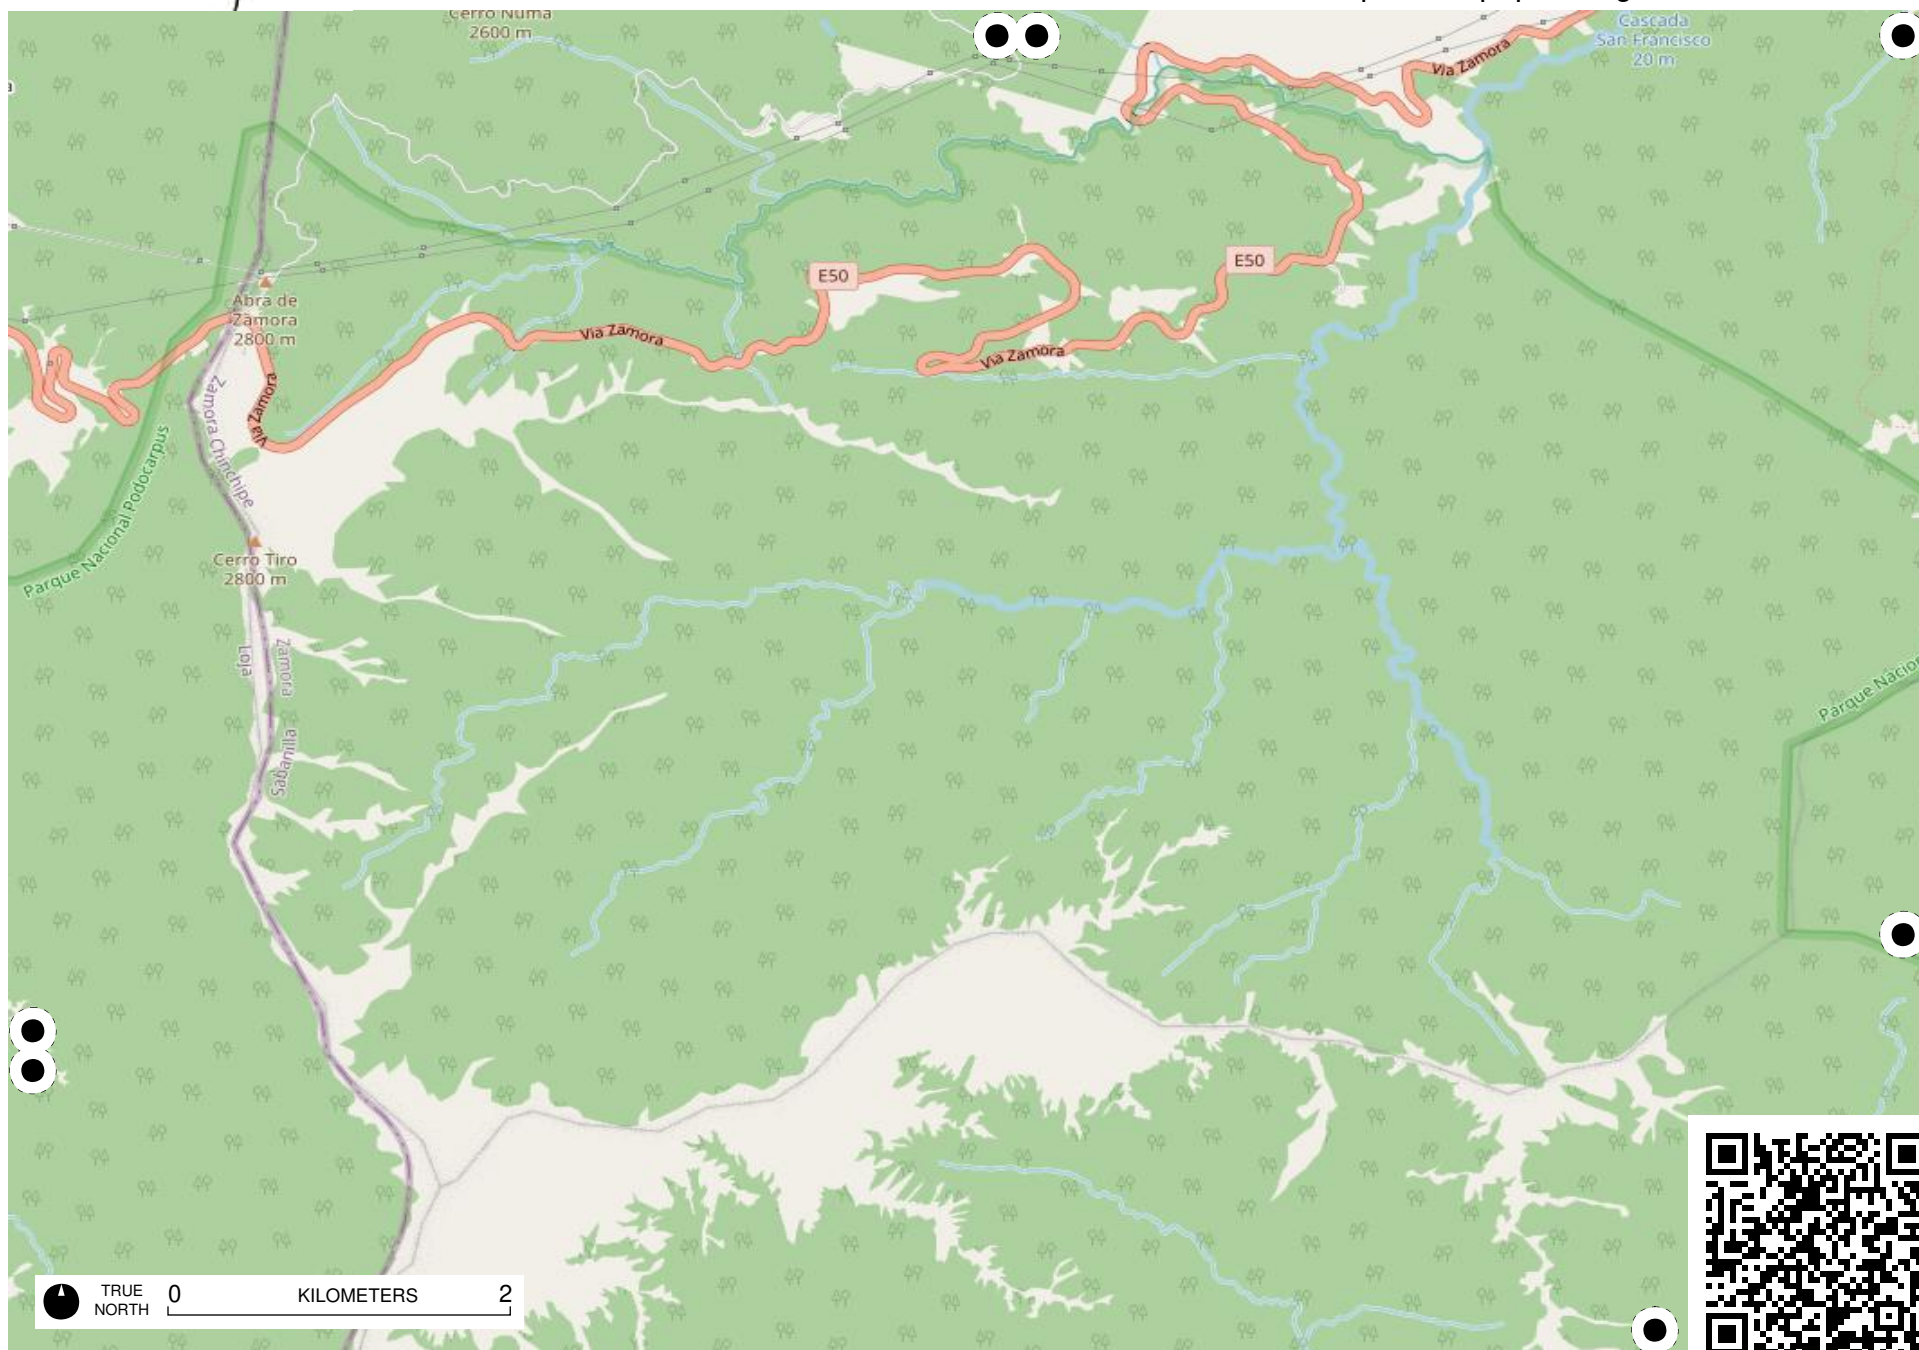 Cerro Numa
2600 m
Cascada
San Francisco
20 m
Via Zamora
E50
E50
Abra de
Zamora
2800 m
Via Zamora
Via Zamora
Via Zamora
Zamora Chinchipe
Parque Nacional Podocarpus
Cerro Tiro
2800 m
Loja
Zamora
Sabanilla
Parque Nacion
TRUE
NORTH
0 KILOMETERS 2